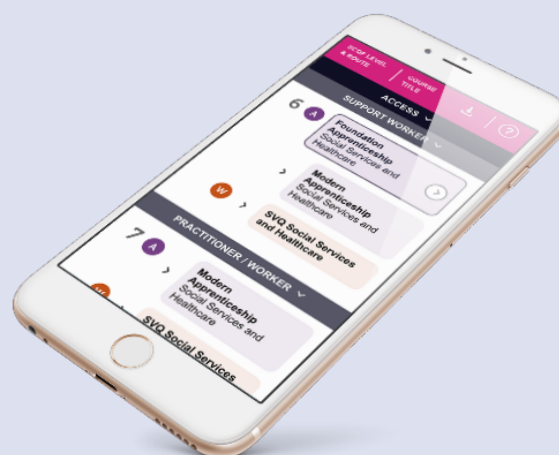 SCQF LEVEL
& ROUTE
COURSE
TITLE
?
ACCESS
SUPPORT WORKER
6
A
Foundation
Apprenticeship
Social Services and
Healthcare
Modern
Apprenticeship
Social Services and
Healthcare
W
SVQ Social Services
and Healthcare
PRACTITIONER / WORKER
7
A
Modern
Apprenticeship
Social Services and
Healthcare
W
SVQ Social Services